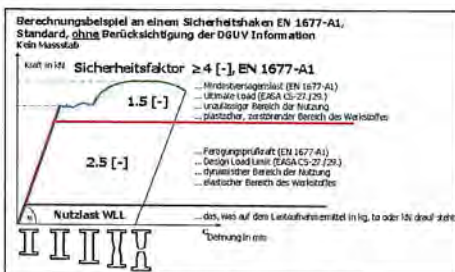 Berechnungsbeispiel an einem Sicherheitshaken EN 1677-A1,
Standard, ohne Berücksichtigung der DGUV Information
Kein Massstab
Kraft in kN
Sicherheitsfaktor ≥4 [-], EN 1677-A1
1.5 [-]
... Mindestversagenslast (EN 1677-A1)
... Ultimate Load (EASA CS-27./29.)
... unzulässiger Bereich der Nutzung
... plastischer, zerstörender Bereich des Werkstoffes
2.5 [-]
... Fertigungsprüfkraft (EN 1677-A1)
... Design Load Limit (EASA CS-27./29.)
... dynamischer Bereich der Nutzung
... elastischer Bereich des Werkstoffes
Nutzlast WLL
... das, was auf dem Lastaufnahmemittel in kg, to oder kN drauf steht
Dehnung in mm